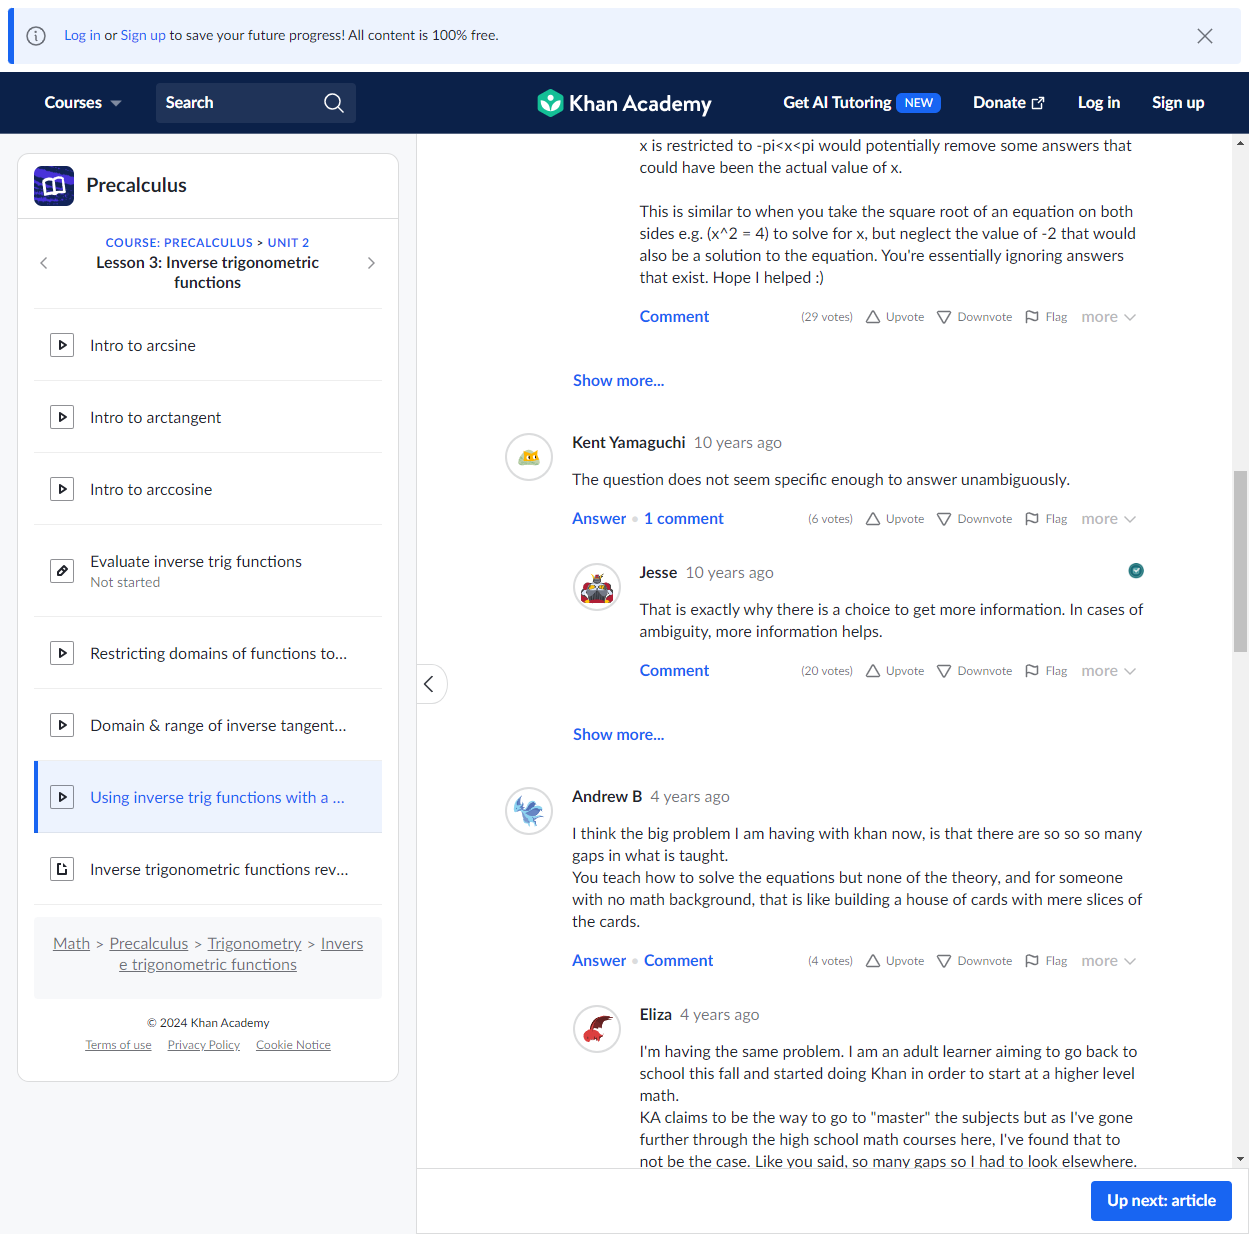 Log in or Sign up to save your future progress! All content is 100% free.
Courses
Search
Khan Academy
Get AI Tutoring NEW
Donate
Log in
Sign up
Precalculus
COURSE: PRECALCULUS > UNIT 2
Lesson 3: Inverse trigonometric
functions
Intro to arcsine
Intro to arctangent
Intro to arccosine
Evaluate inverse trig functions
Not started
Restricting domains of functions to...
Domain & range of inverse tangent...
Using inverse trig functions with a ...
Inverse trigonometric functions rev...
Math > Precalculus > Trigonometry > Invers
e trigonometric functions
© 2024 Khan Academy
Terms of use Privacy Policy Cookie Notice
x is restricted to -pi<x<pi would potentially remove some answers that
could have been the actual value of x.
This is similar to when you take the square root of an equation on both
sides e.g. (x^2 = 4) to solve for x, but neglect the value of -2 that would
also be a solution to the equation. You're essentially ignoring answers
that exist. Hope I helped :)
Comment (29 votes) Upvote Downvote Flag more
Show more...
Kent Yamaguchi 10 years ago
The question does not seem specific enough to answer unambiguously.
Answer • 1 comment (6 votes) Upvote Downvote Flag more
Jesse 10 years ago
That is exactly why there is a choice to get more information. In cases of
ambiguity, more information helps.
Comment (20 votes) Upvote Downvote Flag more
Show more...
Andrew B 4 years ago
I think the big problem I am having with khan now, is that there are so so so many
gaps in what is taught.
You teach how to solve the equations but none of the theory, and for someone
with no math background, that is like building a house of cards with mere slices of
the cards.
Answer • Comment (4 votes) Upvote Downvote Flag more
Eliza 4 years ago
I'm having the same problem. I am an adult learner aiming to go back to
school this fall and started doing Khan in order to start at a higher level
math.
KA claims to be the way to go to "master" the subjects but as I've gone
further through the high school math courses here, I've found that to
not be the case. Like you said, so many gaps so I had to look elsewhere.
Up next: article